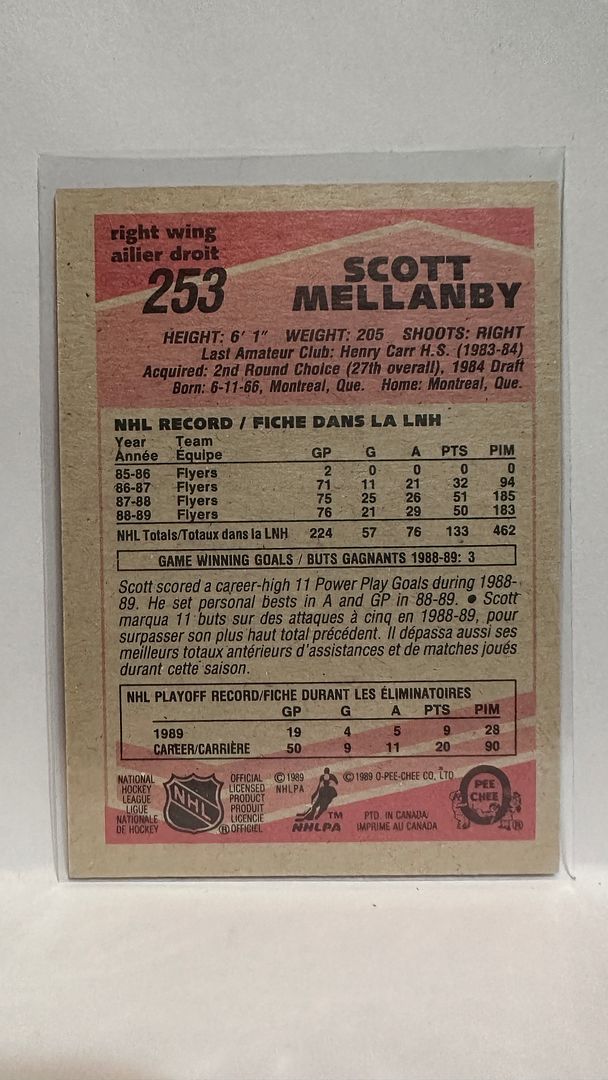 right wing
ailier droit
253
SCOTT
MELLANBY
HEIGHT: 6' 1" WEIGHT: 205 SHOOTS: RIGHT
Last Amateur Club: Henry Carr H.S. (1983-84)
Acquired: 2nd Round Choice (27th overall), 1984 Draft
Born: 6-11-66, Montreal, Que. Home: Montreal, Que.
NHL RECORD / FICHE DANS LA LNH
Year Team
Année Équipe GP G A PTS PIM
85-86 Flyers 2 0 0 0 0
86-87 Flyers 71 11 21 32 94
87-88 Flyers 75 25 26 51 185
88-89 Flyers 76 21 29 50 183
NHL Totals/Totaux dans la LNH 224 57 76 133 462
GAME WINNING GOALS / BUTS GAGNANTS 1988-89: 3
Scott scored a career-high 11 Power Play Goals during 1988-
89. He set personal bests in A and GP in 88-89. ● Scott
marqua 11 buts sur des attaques à cinq en 1988-89, pour
surpasser son plus haut total précédent. Il dépassa aussi ses
meilleurs totaux antérieurs d'assistances et de matches joués
durant cette saison.
NHL PLAYOFF RECORD/FICHE DURANT LES ÉLIMINATOIRES
GP G A PTS PIM
1989 19 4 5 9 28
CAREER/CARRIÈRE 50 9 11 20 90
NATIONAL
HOCKEY
LEAGUE
LIGUE
NATIONALE
DE HOCKEY
NHL
OFFICIAL
LICENSED
PRODUCT
PRODUIT
LICENCIE
® OFFICIEL
© 1989
NHLPA
TM
NHLPA
© 1989 O-PEE-CHEE CO. LTD
PTD. IN CANADA
IMPRIME AU CANADA
O
PEE
CHEE
®